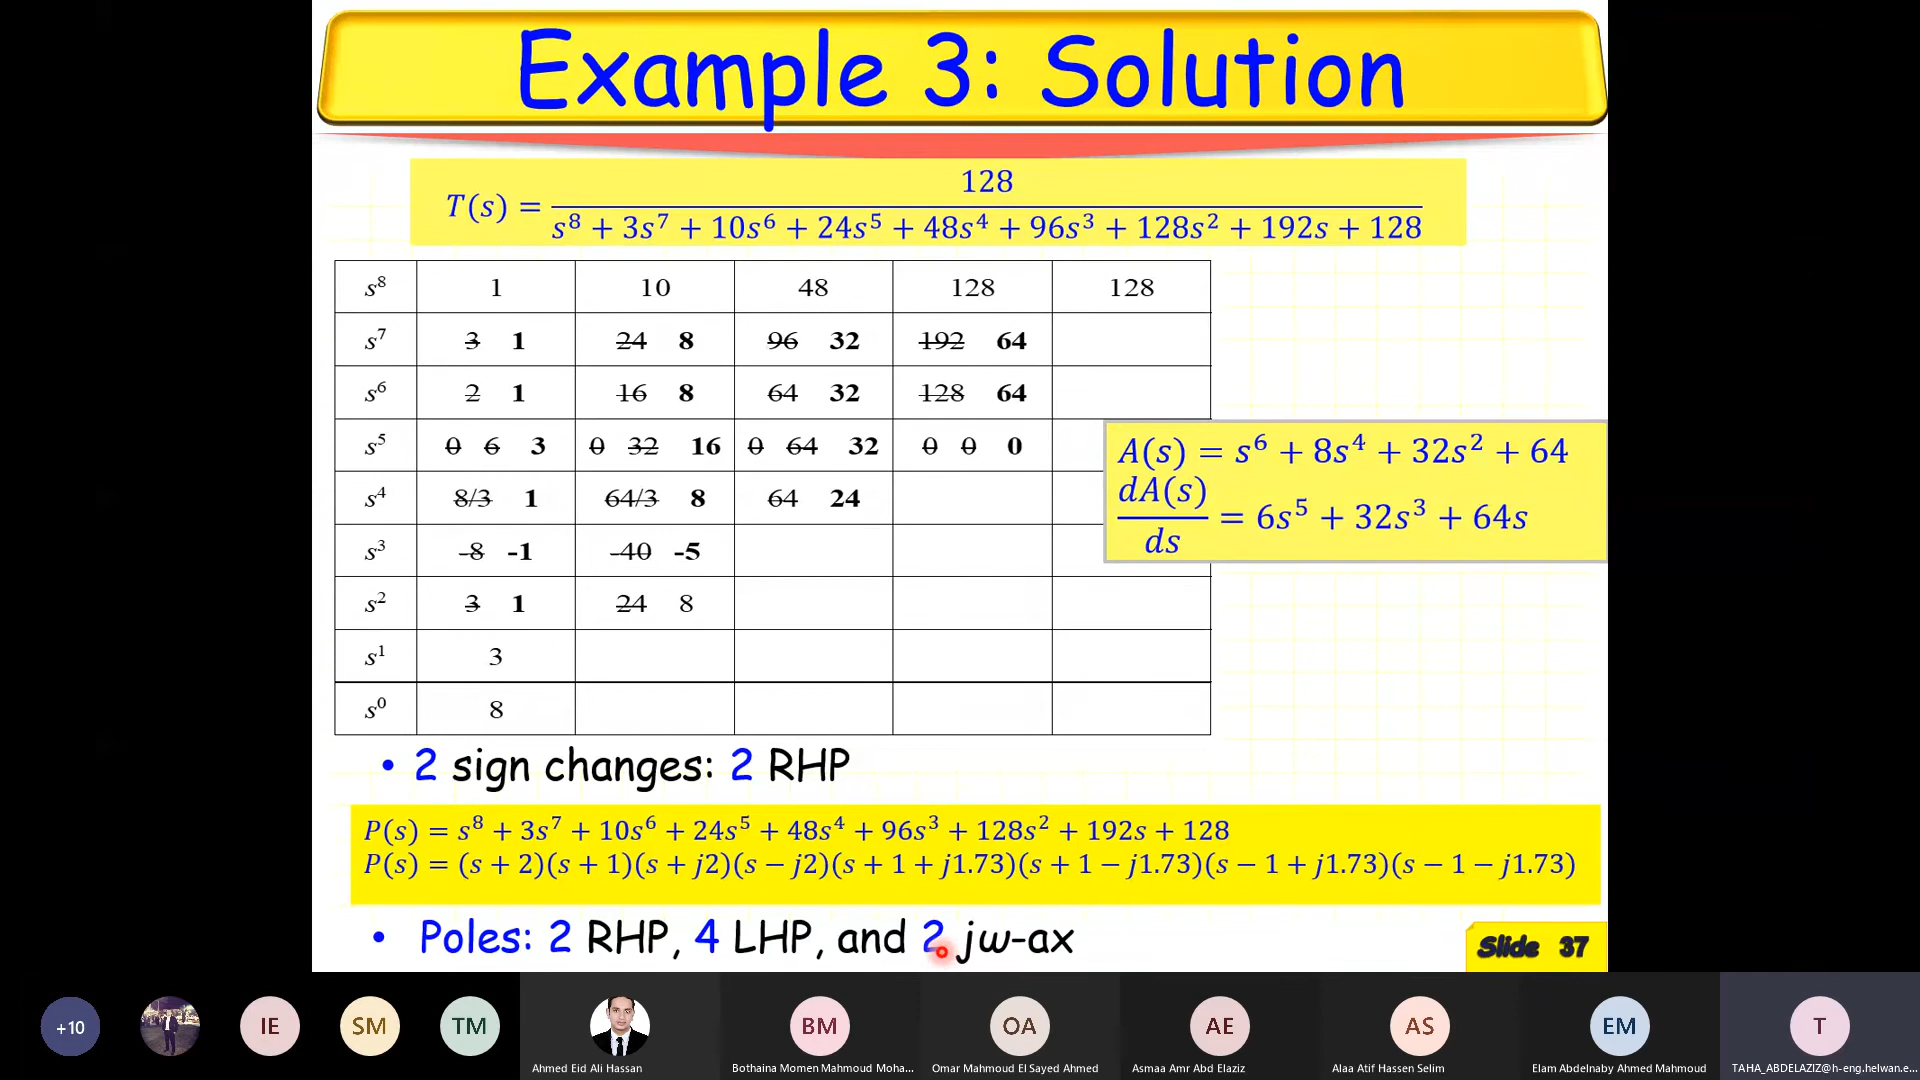 Example 3: Solution
T(s) = 128 / (s⁸ + 3s⁷ + 10s⁶ + 24s⁵ + 48s⁴ + 96s³ + 128s² + 192s + 128)
s⁸ 1 10 48 128 128
s⁷ 3 1 24 8 96 32 192 64
s⁶ 2 1 16 8 64 32 128 64
s⁵ 0 6 3 0 32 16 0 64 32 0 0 0
s⁴ 8/3 1 64/3 8 64 24
s³ -8 -1 -40 -5
s² 3 1 24 8
s¹ 3
s⁰ 8
A(s) = s⁶ + 8s⁴ + 32s² + 64
dA(s)/ds = 6s⁵ + 32s³ + 64s
• 2 sign changes: 2 RHP
P(s) = s⁸ + 3s⁷ + 10s⁶ + 24s⁵ + 48s⁴ + 96s³ + 128s² + 192s + 128
P(s) = (s + 2)(s + 1)(s + j2)(s − j2)(s + 1 + j1.73)(s + 1 − j1.73)(s − 1 + j1.73)(s − 1 − j1.73)
• Poles: 2 RHP, 4 LHP, and 2 jω-ax
Slide 37
+10 IE SM TM BM OA AE AS EM T
Ahmed Eid Ali Hassan
Bothaina Momen Mahmoud Moha...
Omar Mahmoud El Sayed Ahmed
Asmaa Amr Abd Elaziz
Alaa Atif Hassen Selim
Elam Abdelnaby Ahmed Mahmoud
TAHA_ABDELAZIZ@h-eng.helwan.e...